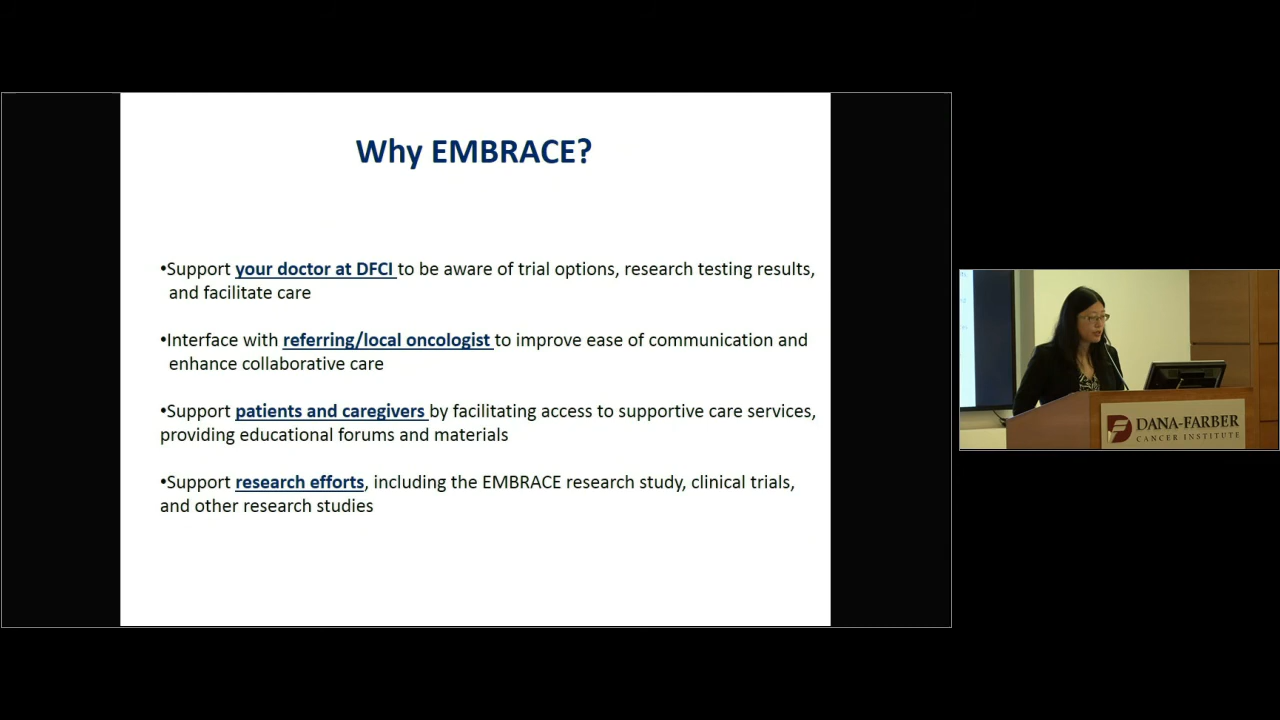 Why EMBRACE?
•Support your doctor at DFCI to be aware of trial options, research testing results,
and facilitate care
•Interface with referring/local oncologist to improve ease of communication and
enhance collaborative care
•Support patients and caregivers by facilitating access to supportive care services,
providing educational forums and materials
•Support research efforts, including the EMBRACE research study, clinical trials,
and other research studies
DANA-FARBER
CANCER INSTITUTE